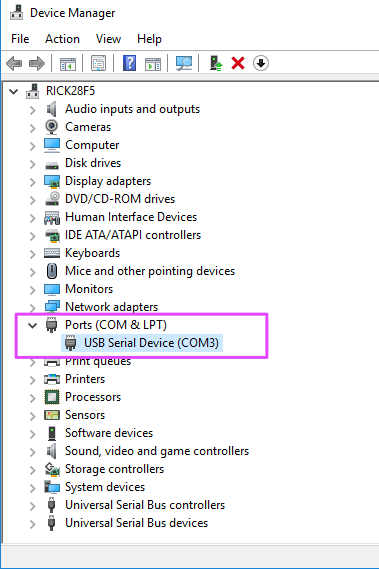 Device Manager
File Action View Help
RICK28F5
Audio inputs and outputs
Cameras
Computer
Disk drives
Display adapters
DVD/CD-ROM drives
Human Interface Devices
IDE ATA/ATAPI controllers
Keyboards
Mice and other pointing devices
Monitors
Network adapters
Ports (COM & LPT)
USB Serial Device (COM3)
Print queues
Printers
Processors
Sensors
Software devices
Sound, video and game controllers
Storage controllers
System devices
Universal Serial Bus controllers
Universal Serial Bus devices